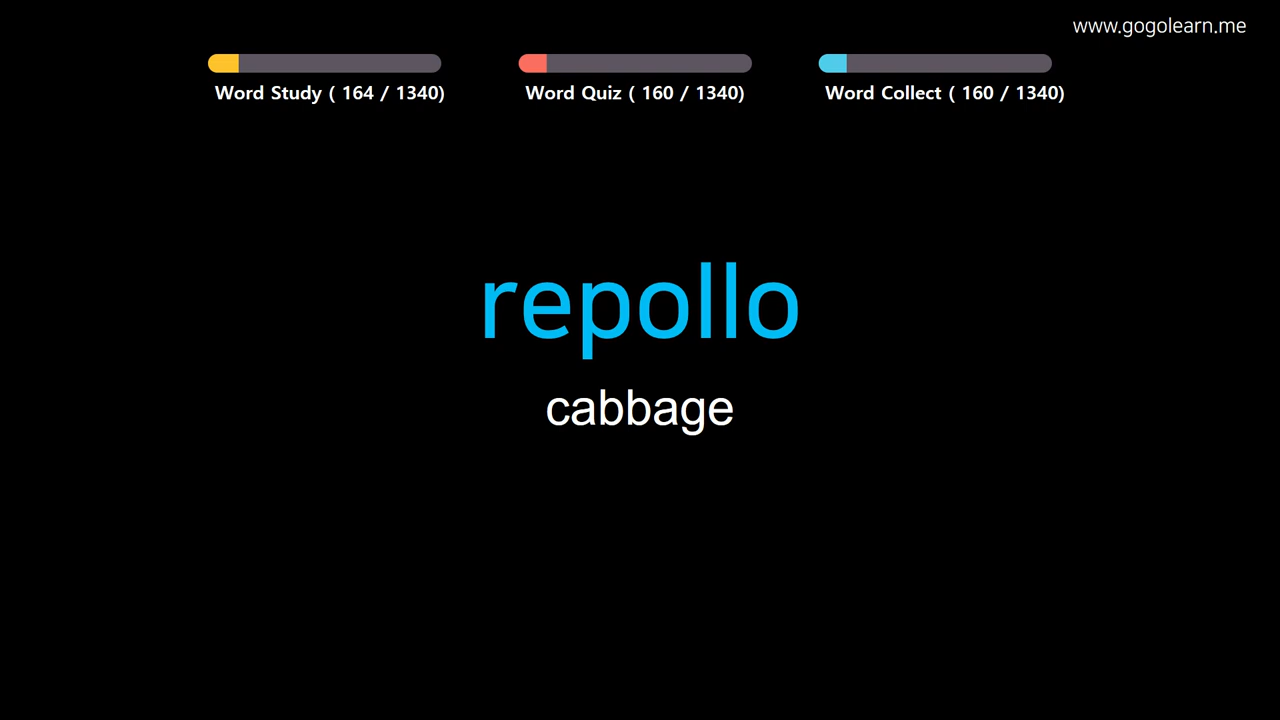 www.gogolearn.me
Word Study ( 164 / 1340)
Word Quiz ( 160 / 1340)
Word Collect ( 160 / 1340)
repollo
cabbage